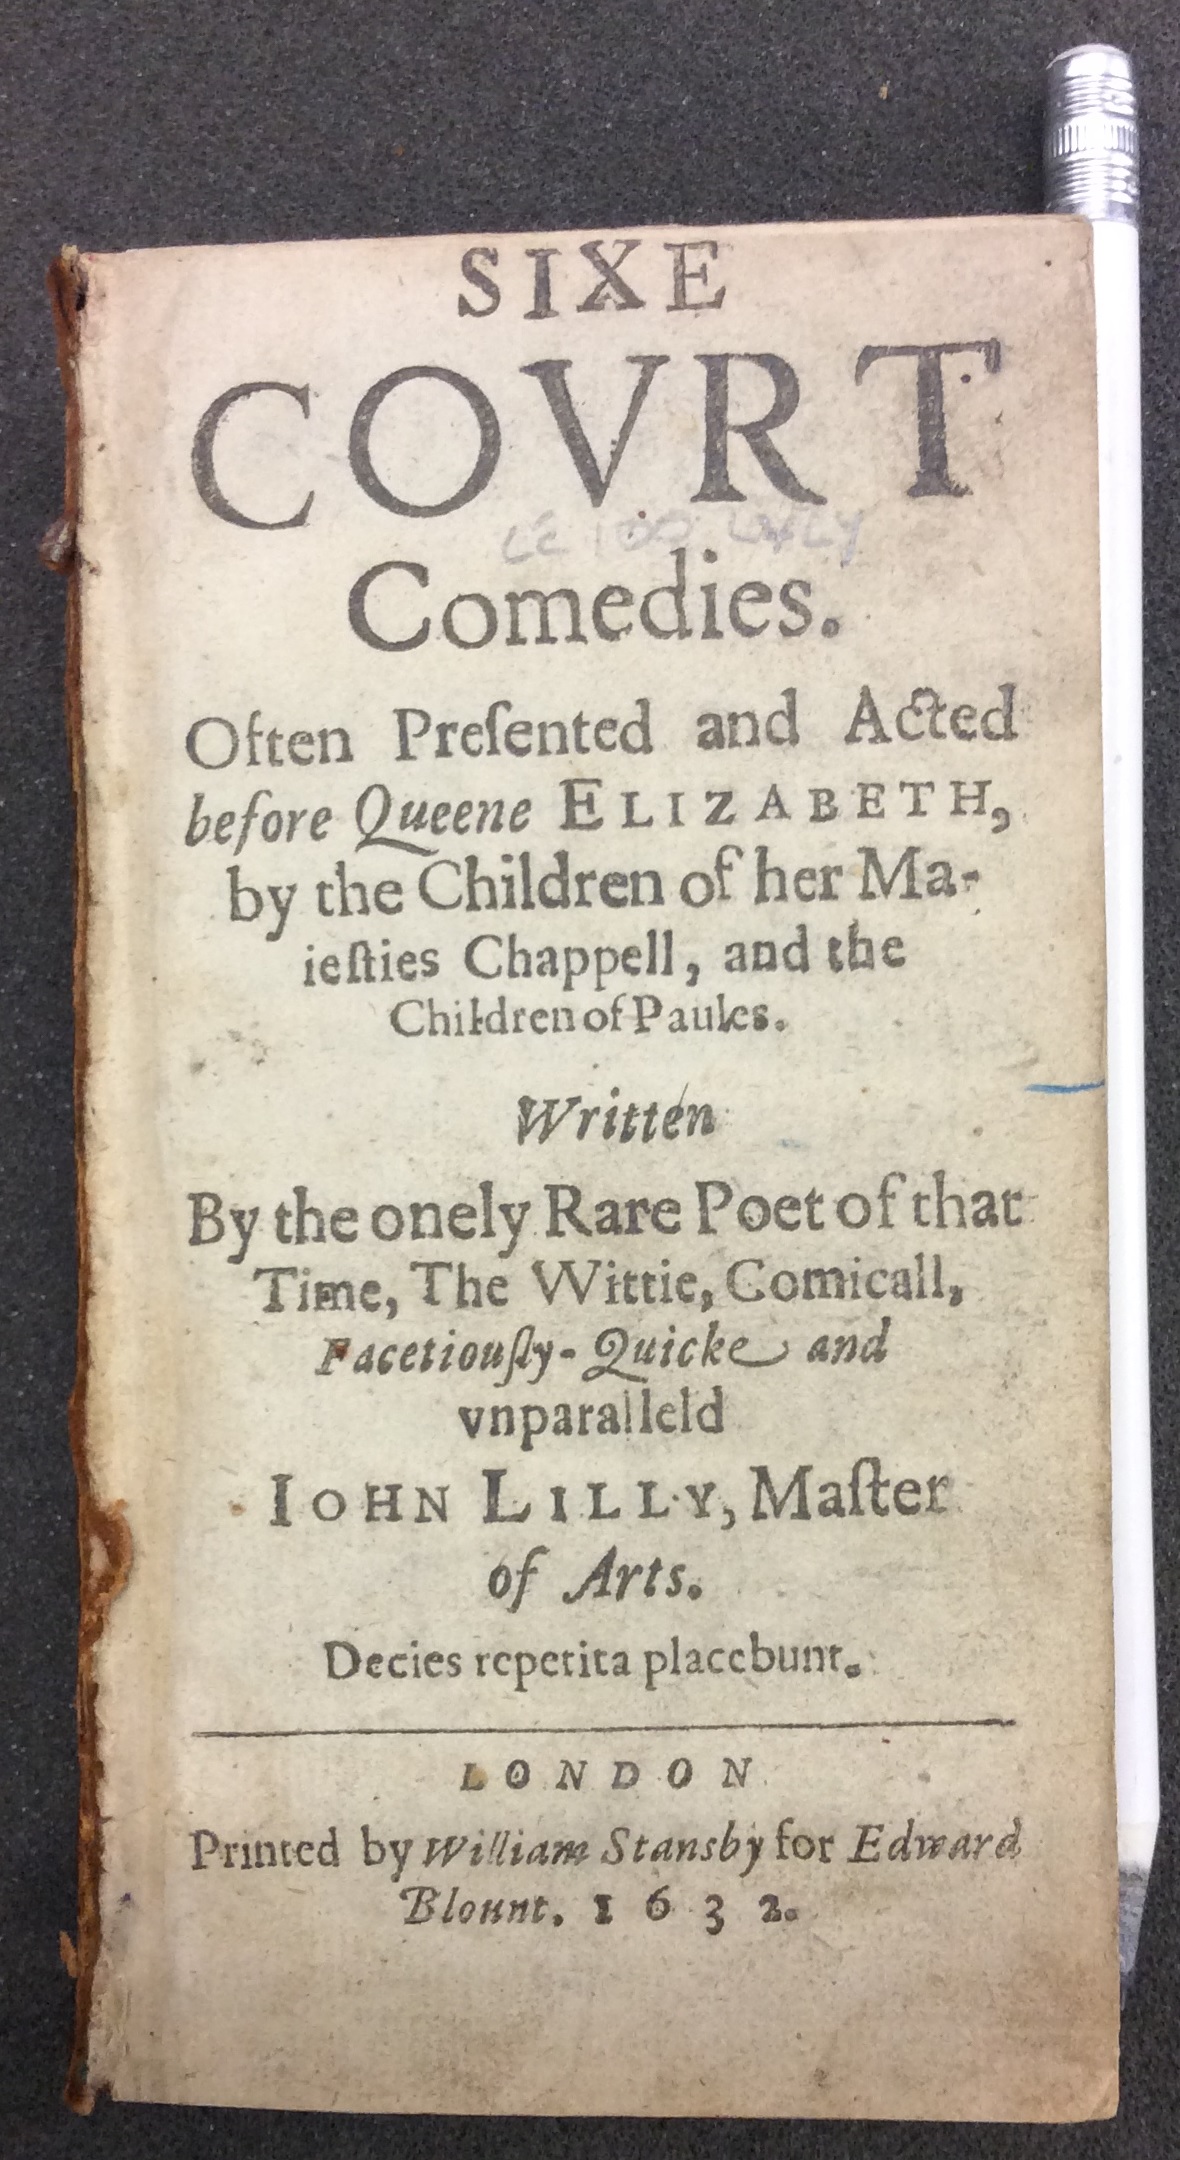 SIXE
COVRT
Comedies.
Often Preſented and Acted
before Queene ELIZABETH,
by the Children of her Ma-
ieſties Chappell, and the
Children of Paules.
Written
By the onely Rare Poet of that
Time, The Wittie, Comicall,
Facetiouſly-Quicke and
vnparalleld
IOHN LILLY, Maſter
of Arts.
Decies repetita placebunt.
LONDON
Printed by William Stansby for Edward
Blount. 1632.